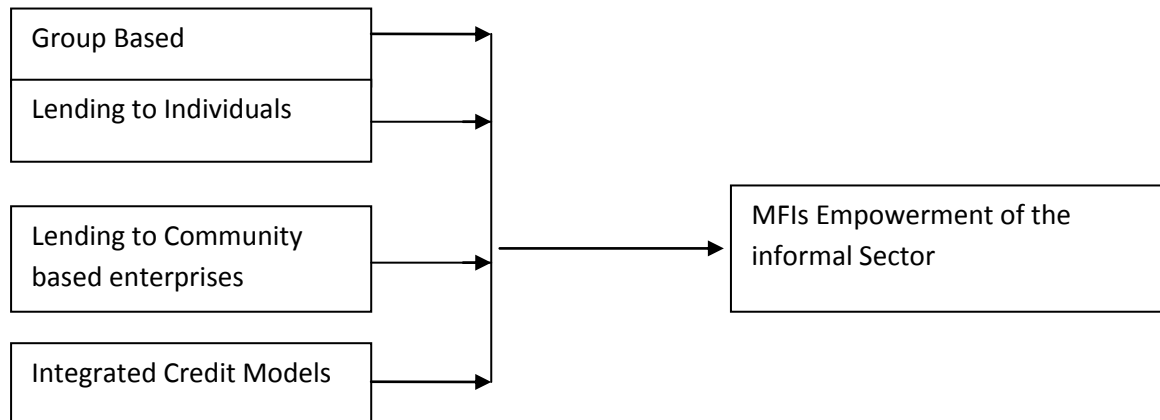 Group Based
Lending to Individuals
Lending to Community
based enterprises
Integrated Credit Models
MFIs Empowerment of the
informal Sector